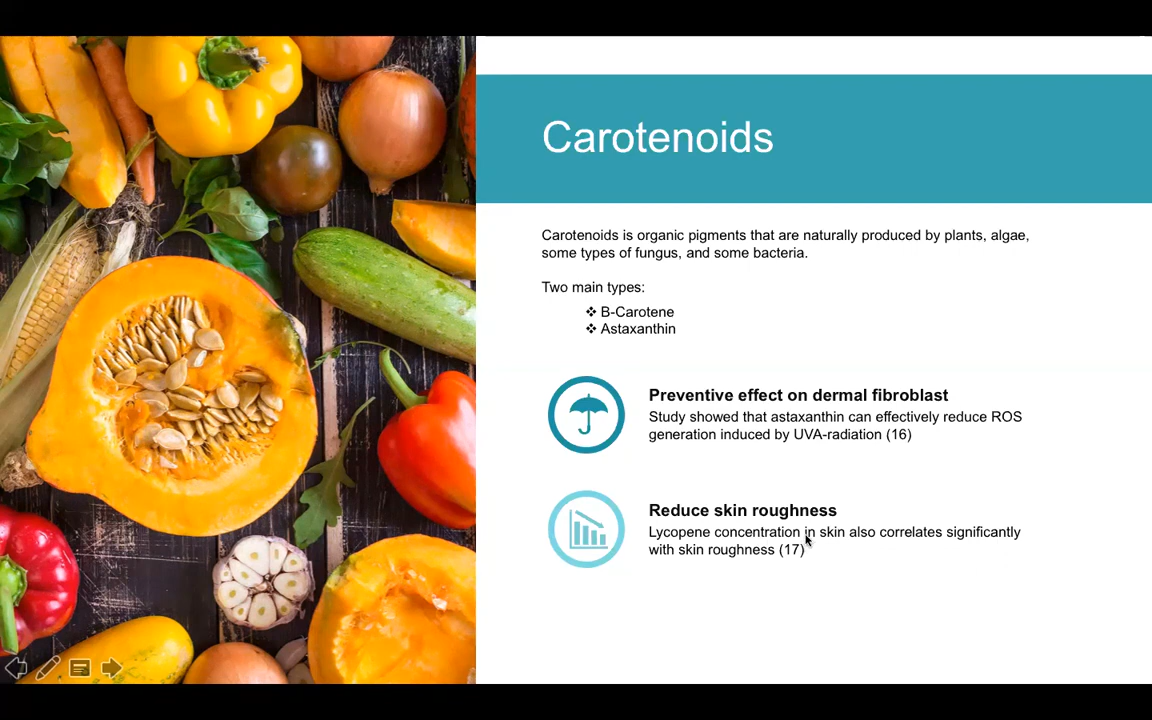 Carotenoids
Carotenoids is organic pigments that are naturally produced by plants, algae,
some types of fungus, and some bacteria.
Two main types:
❖ B-Carotene
❖ Astaxanthin
Preventive effect on dermal fibroblast
Study showed that astaxanthin can effectively reduce ROS
generation induced by UVA-radiation (16)
Reduce skin roughness
Lycopene concentration in skin also correlates significantly
with skin roughness (17)